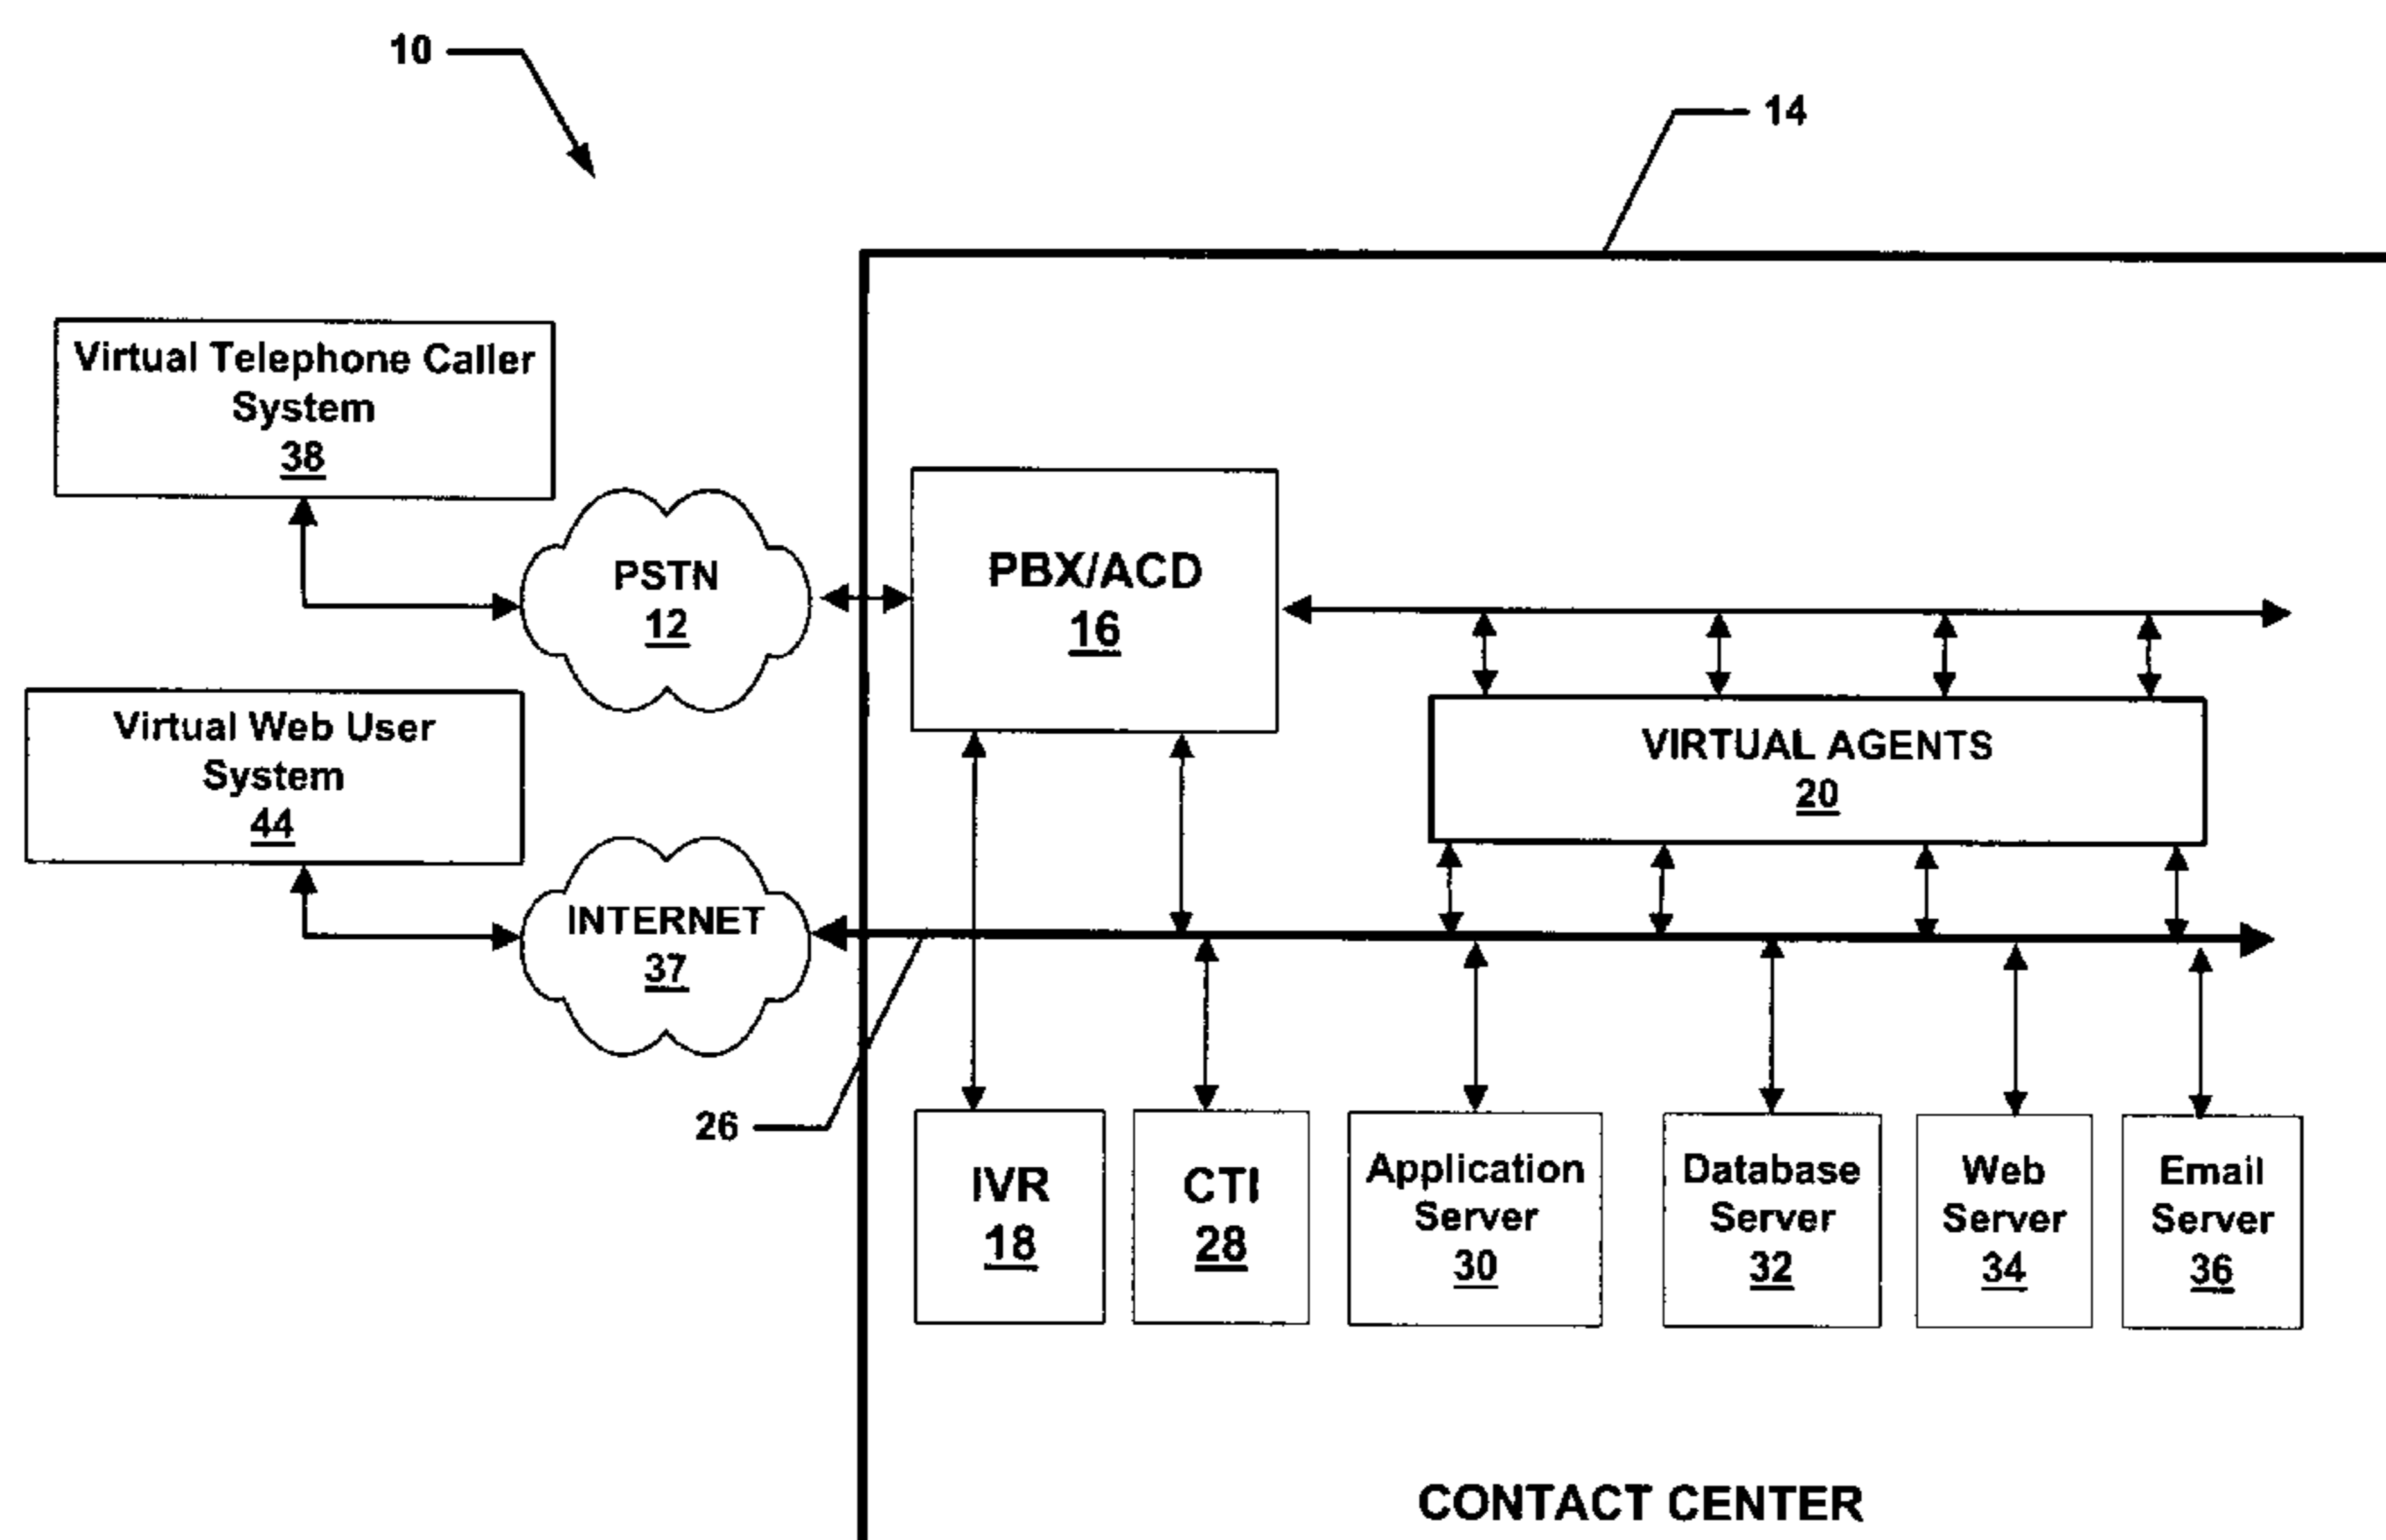 10
14
Virtual Telephone Caller
System
38
PSTN
12
PBX/ACD
16
Virtual Web User
System
44
VIRTUAL AGENTS
20
INTERNET
37
26
IVR
18
CTI
28
Application
Server
30
Database
Server
32
Web
Server
34
Email
Server
36
CONTACT CENTER